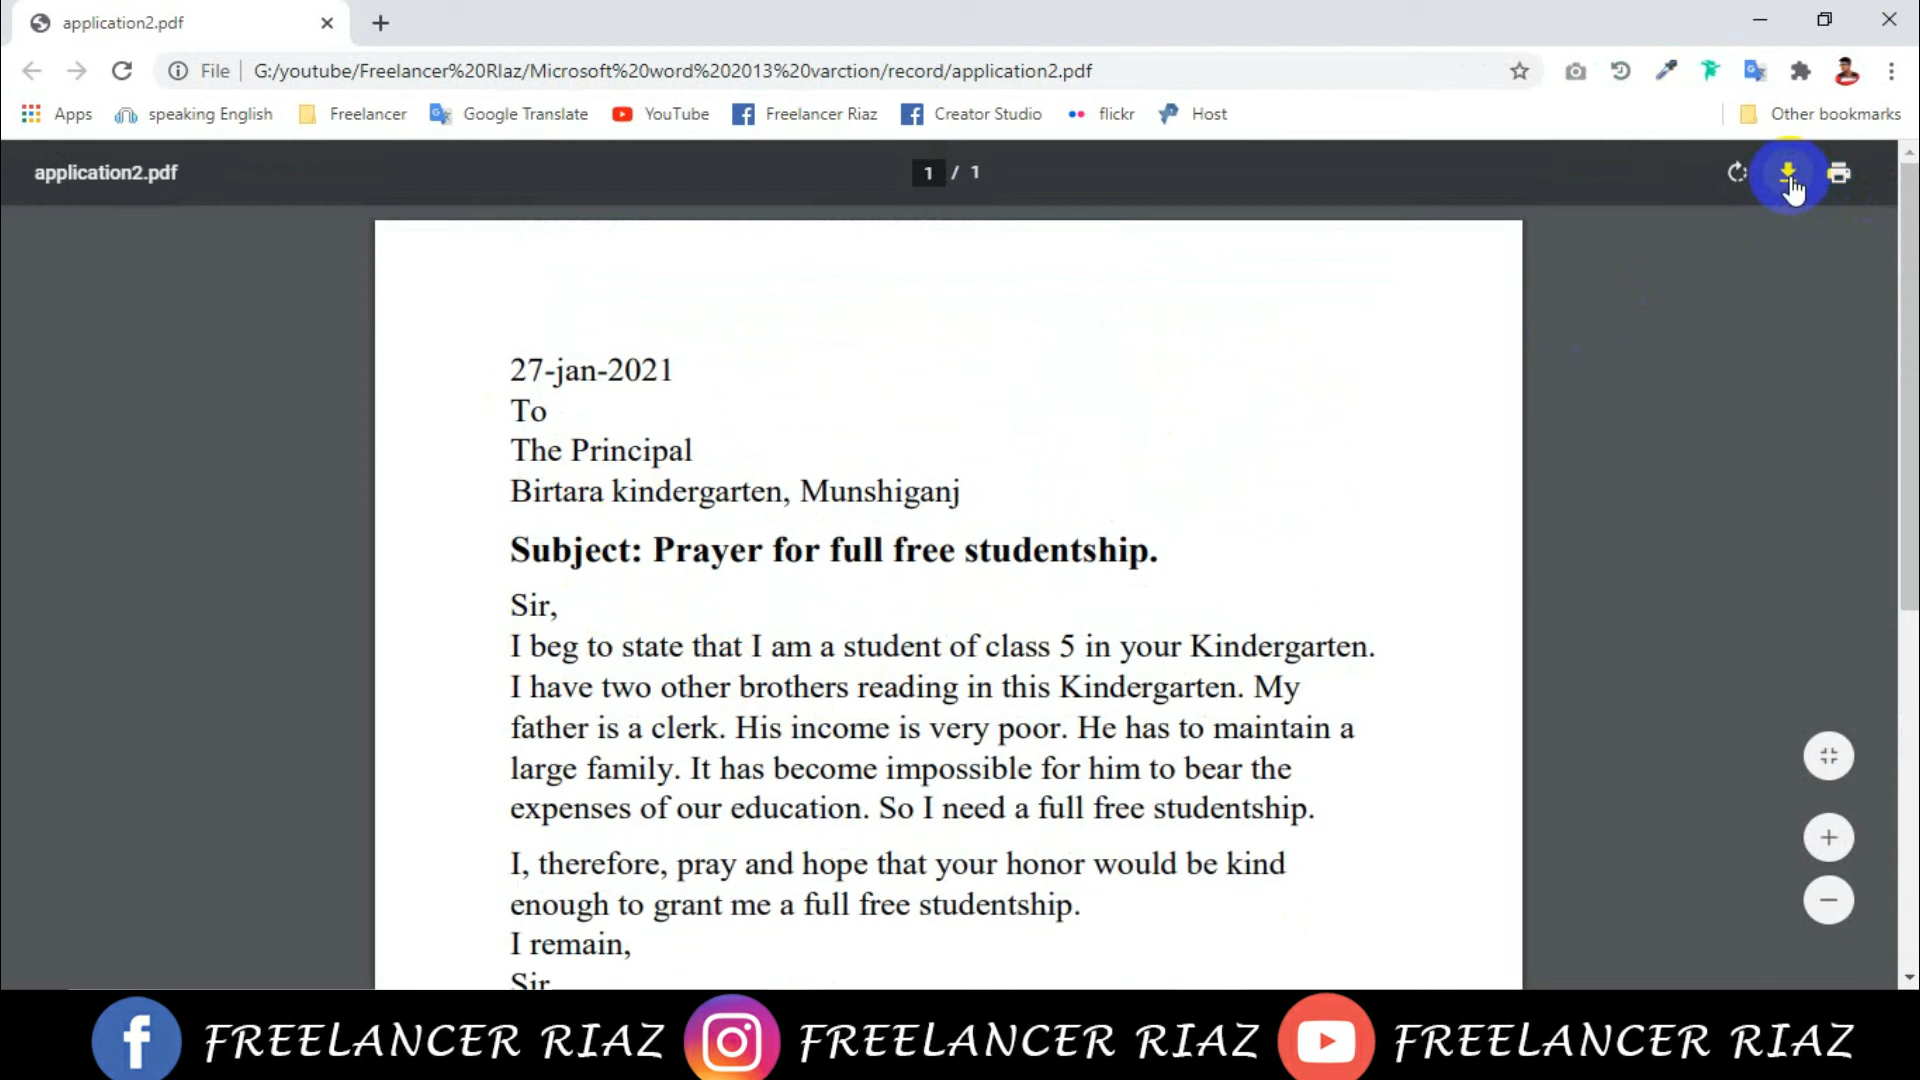 application2.pdf
File G:/youtube/Freelancer%20RIaz/Microsoft%20word%202013%20varction/record/application2.pdf
Apps speaking English Freelancer Google Translate YouTube Freelancer Riaz Creator Studio flickr Host Other bookmarks
application2.pdf 1 / 1
27-jan-2021
To
The Principal
Birtara kindergarten, Munshiganj
Subject: Prayer for full free studentship.
Sir,
I beg to state that I am a student of class 5 in your Kindergarten.
I have two other brothers reading in this Kindergarten. My
father is a clerk. His income is very poor. He has to maintain a
large family. It has become impossible for him to bear the
expenses of our education. So I need a full free studentship.
I, therefore, pray and hope that your honor would be kind
enough to grant me a full free studentship.
I remain,
Sir
FREELANCER RIAZ FREELANCER RIAZ FREELANCER RIAZ